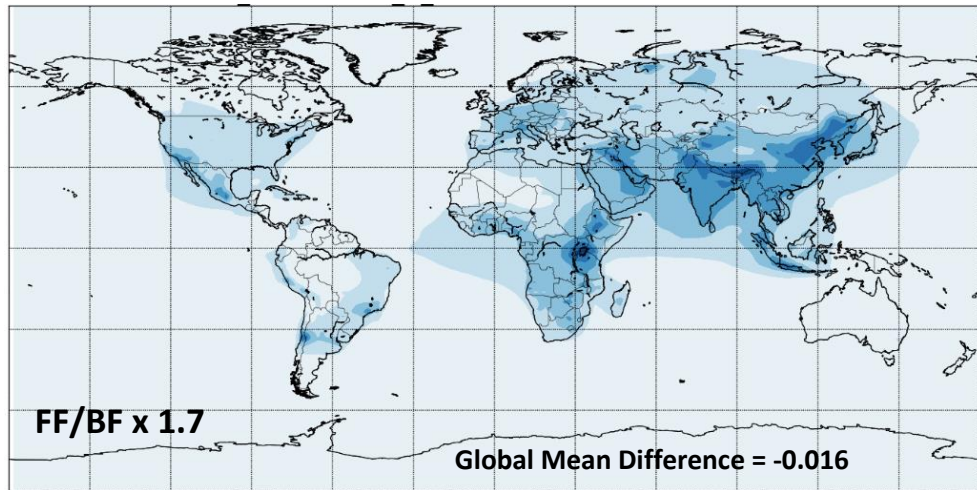 FF/BF x 1.7
Global Mean Difference = -0.016